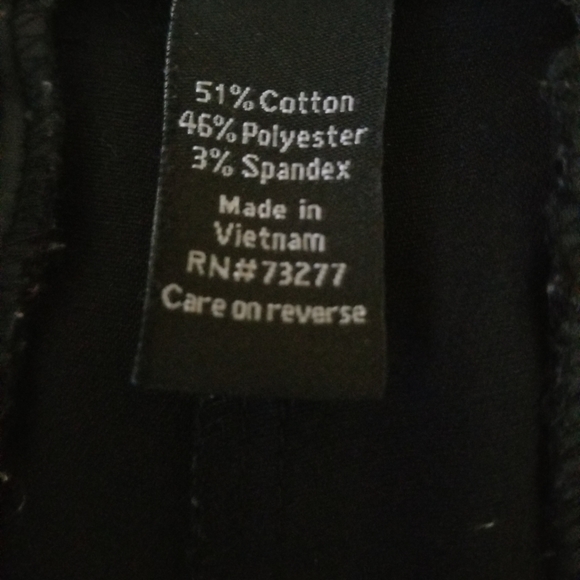 51% Cotton
46% Polyester
3% Spandex
Made in
Vietnam
RN#73277
Care on reverse